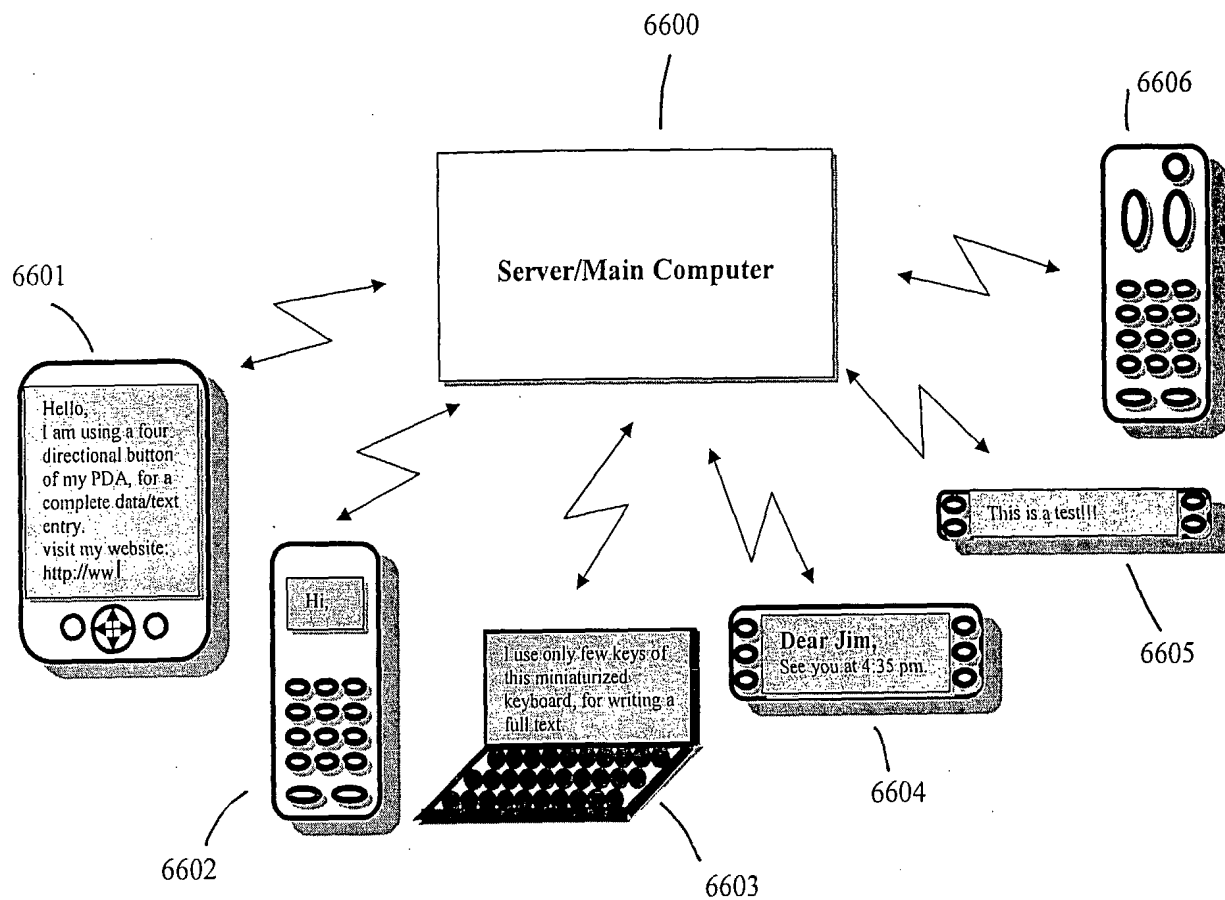 6600
6606
Server/Main Computer
6601
Hello,
I am using a four
directional button
of my PDA, for a
complete data/text
entry.
visit my website:
http://ww
This is a test!!!
6605
Hi,
I use only few keys of
this miniaturized
keyboard, for writing a
full text.
Dear Jim,
See you at 4:35 pm.
6604
6602
6603